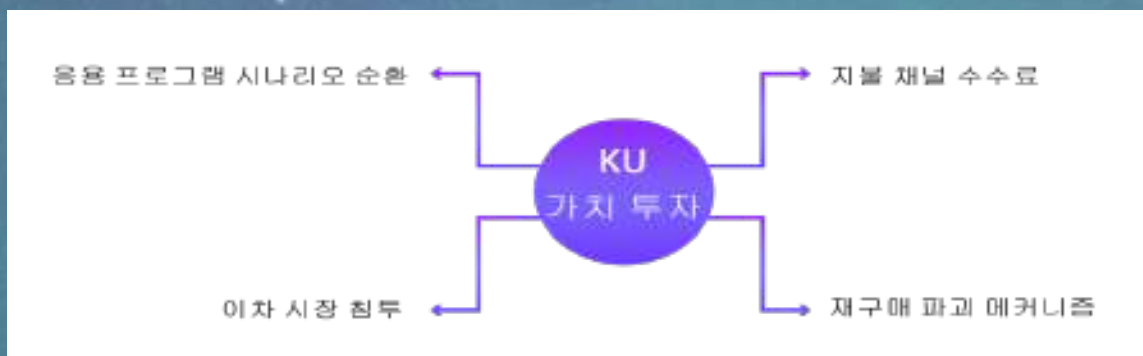 응용 프로그램 시나리오 순환
지불 채널 수수료
KU
가치 투자
이차 시장 침투
재구매 파괴 메커니즘